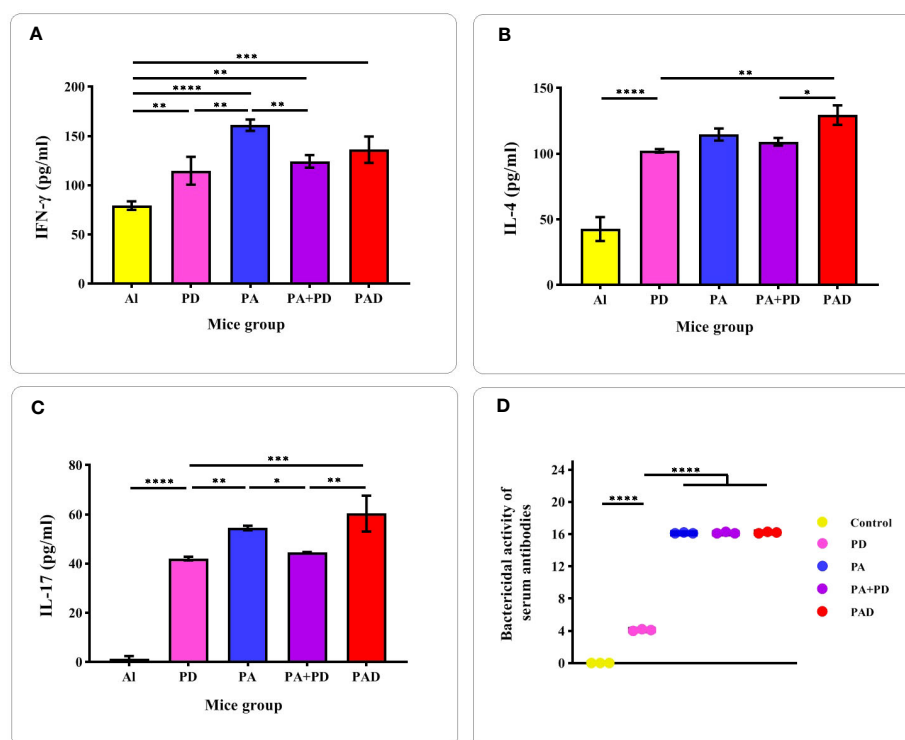 A
***
**
****
**
**
**
200
150
100
50
0
IFN-γ (pg/ml)
Al PD PA PA+PD PAD
Mice group
B
**
****
*
150
100
50
0
IL-4 (pg/ml)
Al PD PA PA+PD PAD
Mice group
C
***
****
**
*
**
80
60
40
20
0
IL-17 (pg/ml)
Al PD PA PA+PD PAD
Mice group
D
****
****
24
20
16
12
8
4
0
Bactericidal activity of
serum antibodies
Control
PD
PA
PA+PD
PAD